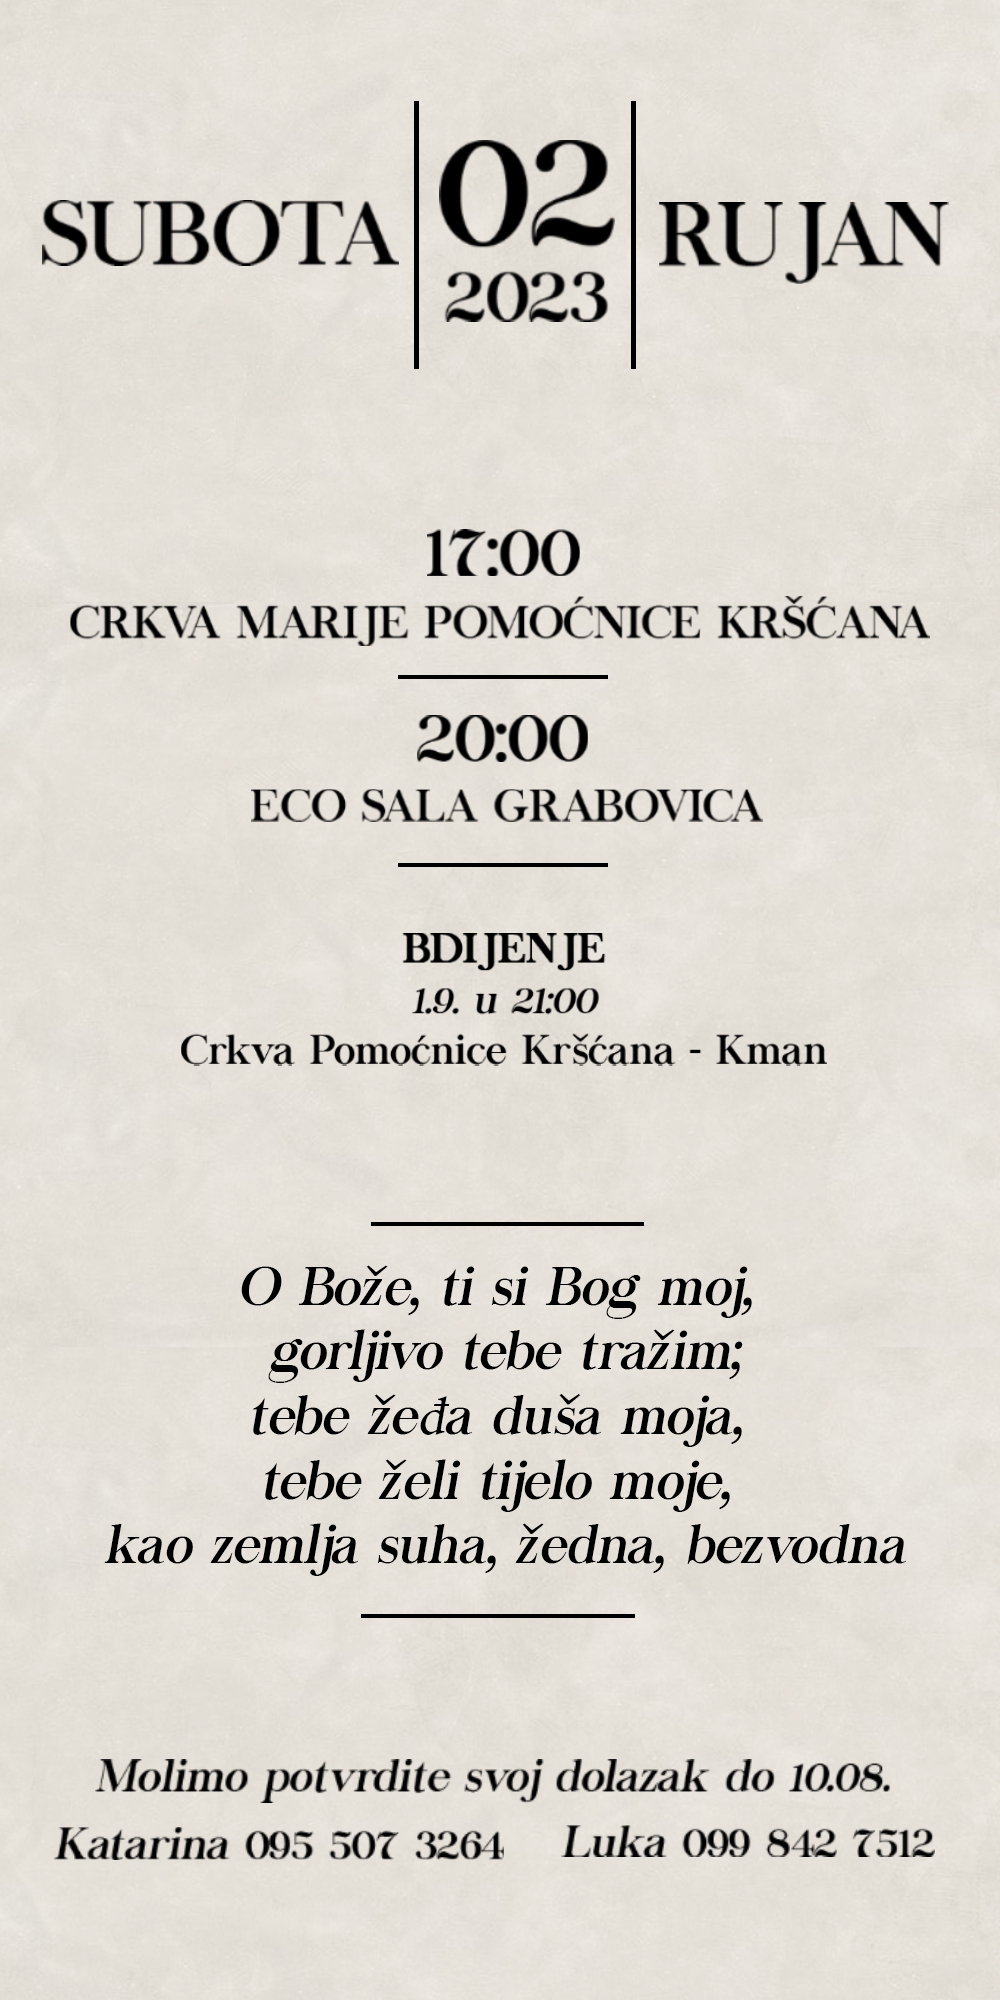 SUBOTA
02
2023
RUJAN
17:00
CRKVA MARIJE POMOĆNICE KRŠĆANA
20:00
ECO SALA GRABOVICA
BDIJENJE
1.9. u 21:00
Crkva Pomoćnice Kršćana - Kman
O Bože, ti si Bog moj,
gorljivo tebe tražim;
tebe žeđa duša moja,
tebe želi tijelo moje,
kao zemlja suha, žedna, bezvodna
Molimo potvrdite svoj dolazak do 10.08.
Katarina 095 507 3264 Luka 099 842 7512